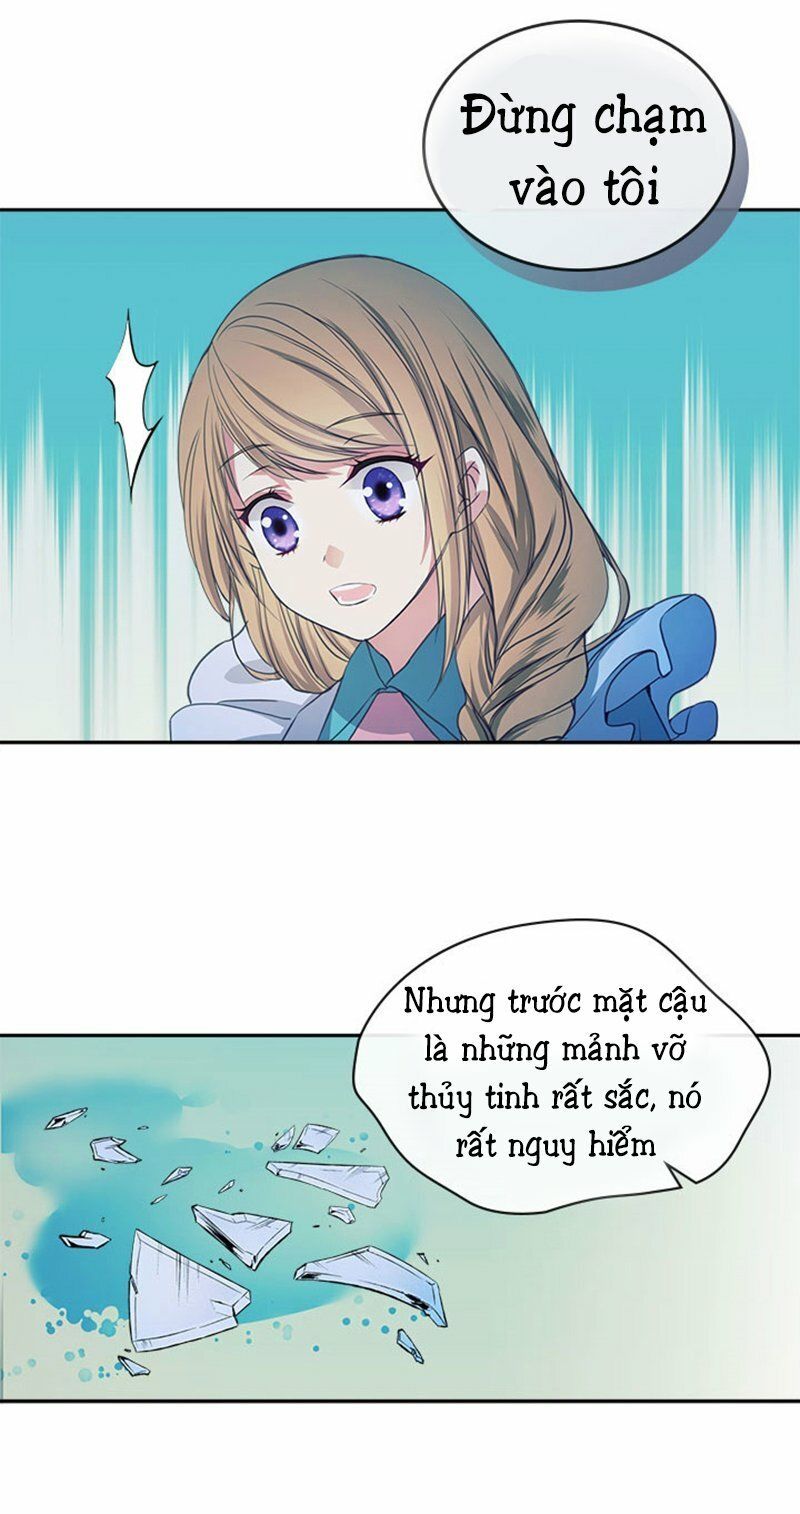 Đừng chạm
vào tôi
Nhưng trước mặt cậu
là những mảnh vỡ
thủy tinh rất sắc, nó
rất nguy hiểm